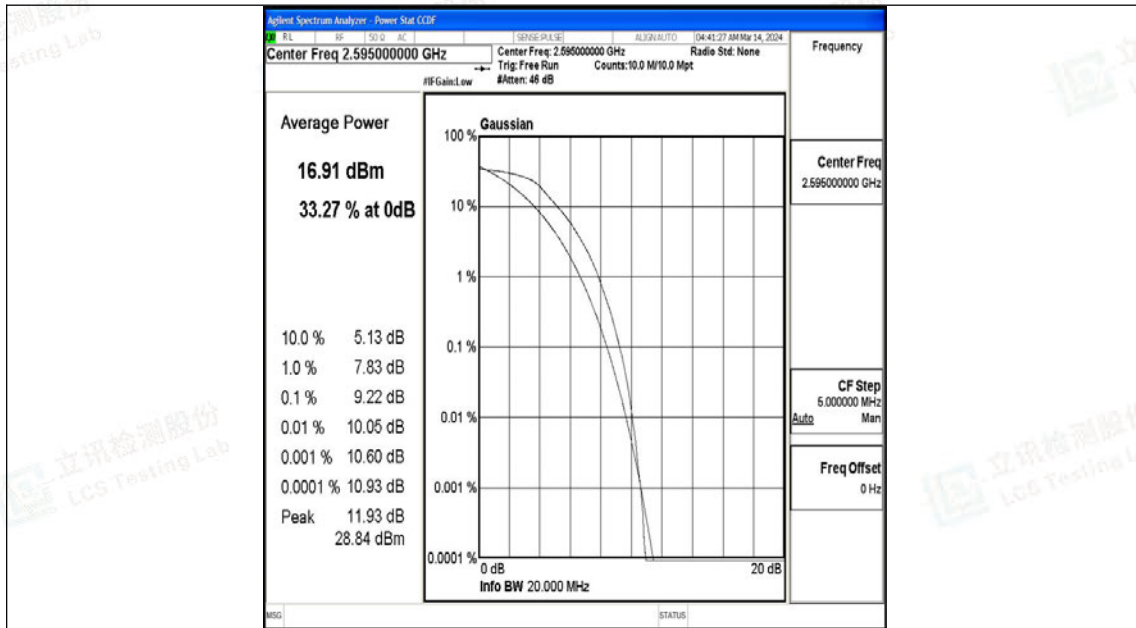 Agilent Spectrum Analyzer - Power Stat CCDF
RL RF 50 Ω AC SENSE:PULSE ALIGNAUTO 04:41:27 AM Mar 14, 2024
Center Freq 2.595000000 GHz
Center Freq: 2.595000000 GHz Radio Std: None
Trig: Free Run Counts:10.0 M/10.0 Mpt
#IFGain:Low #Atten: 46 dB
Frequency
Average Power
16.91 dBm
33.27 % at 0dB
10.0 % 5.13 dB
1.0 % 7.83 dB
0.1 % 9.22 dB
0.01 % 10.05 dB
0.001 % 10.60 dB
0.0001 % 10.93 dB
Peak 11.93 dB
28.84 dBm
Gaussian
100 %
10 %
1 %
0.1 %
0.01 %
0.001 %
0.0001 %
0 dB 20 dB
Info BW 20.000 MHz
Center Freq
2.595000000 GHz
CF Step
5.000000 MHz
Auto Man
Freq Offset
0 Hz
MSG STATUS
立讯检测股份
LCS Testing Lab